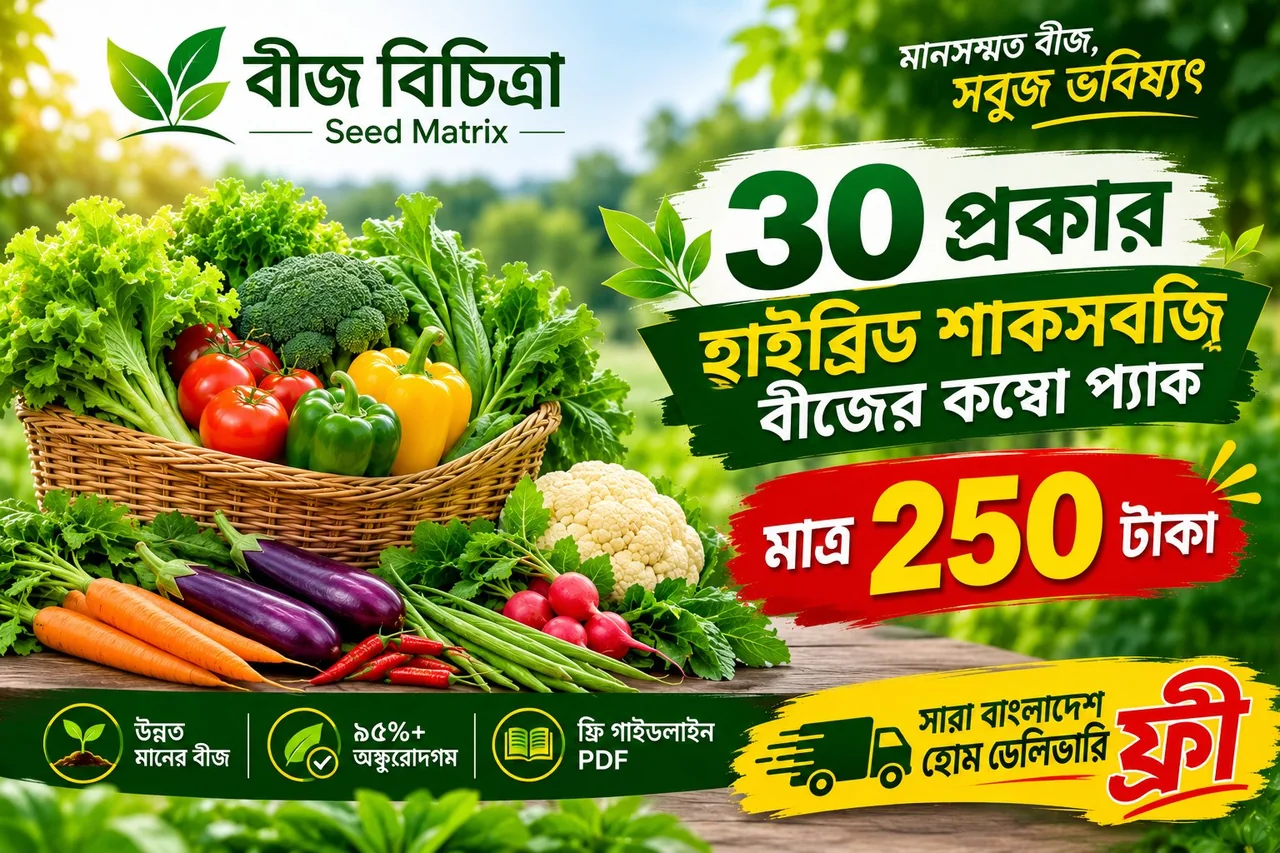 বীজ বিচিত্রা
Seed Matrix
মানসম্মত বীজ,
সবুজ ভবিষ্যৎ
30 প্রকার
হাইব্রিড শাকসবজি
বীজের কম্বো প্যাক
মাত্র 250 টাকা
সারা বাংলাদেশ
হোম ডেলিভারি
ফ্রী
উন্নত
মানের বীজ
৯৫%+
অঙ্কুরোদগম
ফ্রি গাইডলাইন
PDF